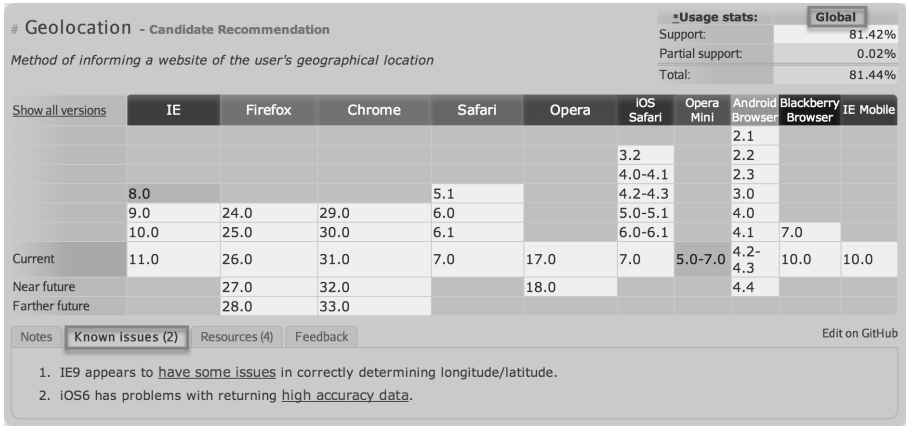 # Geolocation - Candidate Recommendation
*Usage stats: Global
Support: 81.42%
Partial support: 0.02%
Total: 81.44%
Method of informing a website of the user's geographical location
Show all versions IE Firefox Chrome Safari Opera iOS Safari Opera Mini Android Browser Blackberry Browser IE Mobile
2.1
3.2 2.2
4.0-4.1 2.3
8.0 5.1 4.2-4.3 3.0
9.0 24.0 29.0 6.0 5.0-5.1 4.0
10.0 25.0 30.0 6.1 6.0-6.1 4.1 7.0
Current 11.0 26.0 31.0 7.0 17.0 7.0 5.0-7.0 4.2-4.3 10.0 10.0
Near future 27.0 32.0 18.0 4.4
Farther future 28.0 33.0
Notes Known issues (2) Resources (4) Feedback Edit on GitHub
1. IE9 appears to have some issues in correctly determining longitude/latitude.
2. iOS6 has problems with returning high accuracy data.